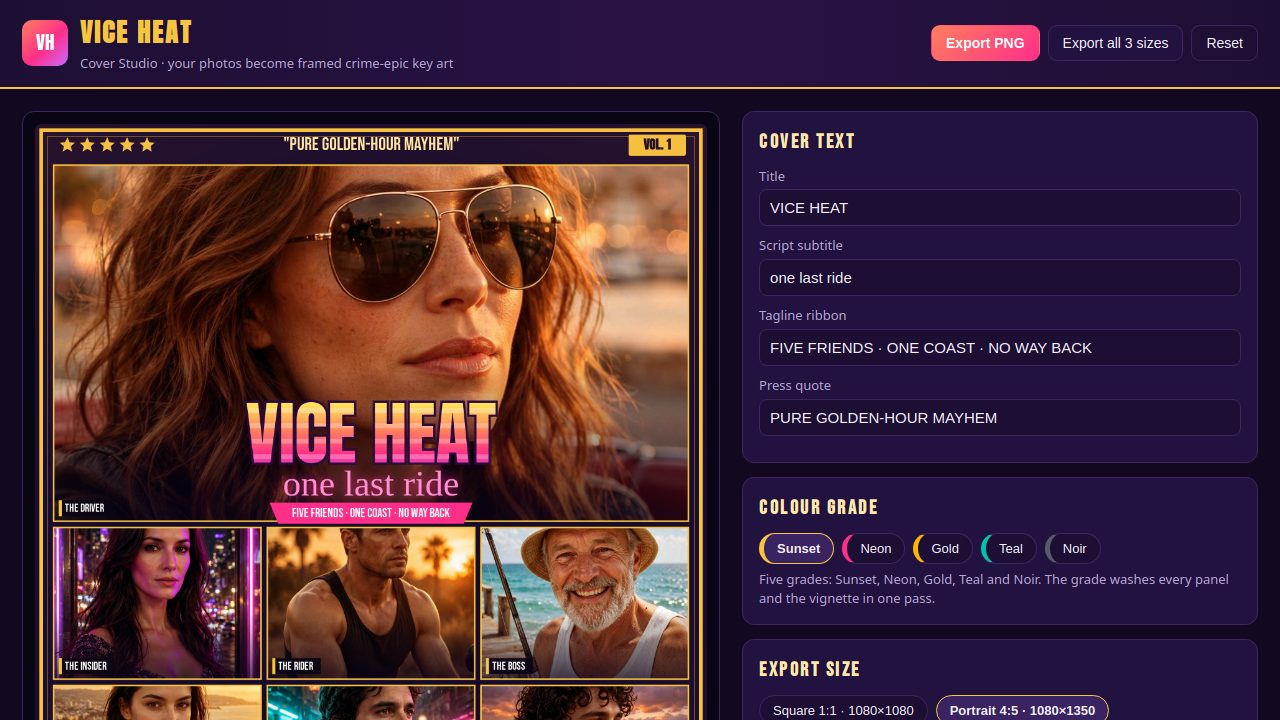 VH
VICE HEAT
Cover Studio · your photos become framed crime-epic key art
Export PNG
Export all 3 sizes
Reset
"PURE GOLDEN-HOUR MAYHEM"
VOL. 1
VICE HEAT
one last ride
FIVE FRIENDS · ONE COAST · NO WAY BACK
THE DRIVER
THE INSIDER
THE RIDER
THE BOSS
COVER TEXT
Title
VICE HEAT
Script subtitle
one last ride
Tagline ribbon
FIVE FRIENDS · ONE COAST · NO WAY BACK
Press quote
PURE GOLDEN-HOUR MAYHEM
COLOUR GRADE
Sunset
Neon
Gold
Teal
Noir
Five grades: Sunset, Neon, Gold, Teal and Noir. The grade washes every panel
and the vignette in one pass.
EXPORT SIZE
Square 1:1 · 1080×1080
Portrait 4:5 · 1080×1350